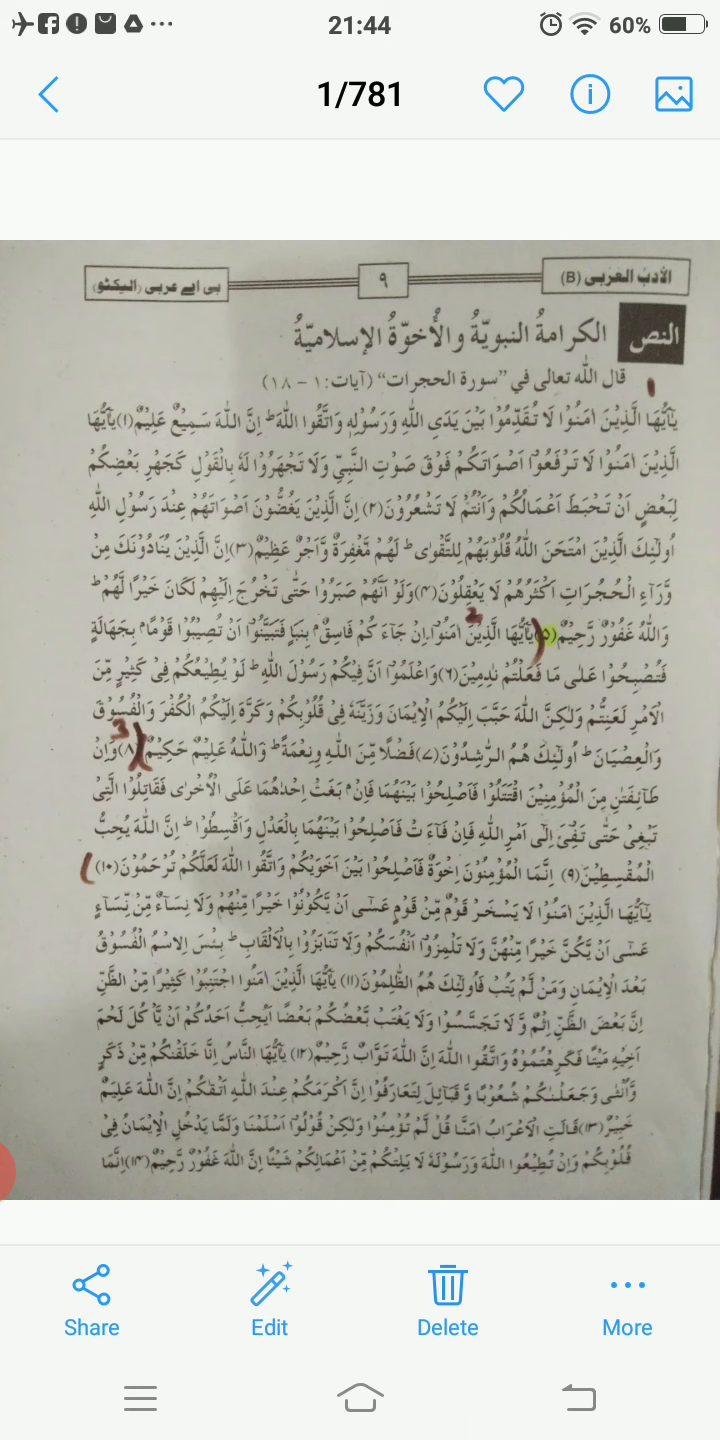 21:44
60%
1/781
الأدب العربی (B)
٩
بی اے عربی (الیکٹو)
النص
الكرامةُ النبويّةُ والأُخوّةُ الإسلاميّةُ
قال اللّه تعالى في ”سورة الحجرات“ (آيات: ١ – ١٨)
يٰٓاَيُّهَا الَّذِيْنَ اٰمَنُوْا لَا تُقَدِّمُوْا بَيْنَ يَدَيِ اللّٰهِ وَرَسُوْلِهٖ وَاتَّقُوا اللّٰهَ ؕ اِنَّ اللّٰهَ سَمِيْعٌ عَلِيْمٌ(١)يٰٓاَيُّهَا
الَّذِيْنَ اٰمَنُوْا لَا تَرْفَعُوْٓا اَصْوَاتَكُمْ فَوْقَ صَوْتِ النَّبِيِّ وَلَا تَجْهَرُوْا لَهٗ بِالْقَوْلِ كَجَهْرِ بَعْضِكُمْ
لِبَعْضٍ اَنْ تَحْبَطَ اَعْمَالُكُمْ وَاَنْتُمْ لَا تَشْعُرُوْنَ(٢) اِنَّ الَّذِيْنَ يَغُضُّوْنَ اَصْوَاتَهُمْ عِنْدَ رَسُوْلِ اللّٰهِ
اُولٰٓئِكَ الَّذِيْنَ امْتَحَنَ اللّٰهُ قُلُوْبَهُمْ لِلتَّقْوٰى ؕ لَهُمْ مَّغْفِرَةٌ وَّاَجْرٌ عَظِيْمٌ(٣)اِنَّ الَّذِيْنَ يُنَادُوْنَكَ مِنْ
وَّرَآءِ الْحُجُرَاتِ اَكْثَرُهُمْ لَا يَعْقِلُوْنَ(٤)وَلَوْ اَنَّهُمْ صَبَرُوْا حَتّٰى تَخْرُجَ اِلَيْهِمْ لَكَانَ خَيْرًا لَّهُمْ ؕ
2
وَاللّٰهُ غَفُوْرٌ رَّحِيْمٌ(٥)يٰٓاَيُّهَا الَّذِيْنَ اٰمَنُوْٓا اِنْ جَآءَ كُمْ فَاسِقٌ ۢ بِنَبَاٍ فَتَبَيَّنُوْٓا اَنْ تُصِيْبُوْا قَوْمًا ۢ بِجَهَالَةٍ
فَتُصْبِحُوْا عَلٰى مَا فَعَلْتُمْ نٰدِمِيْنَ(٦)وَاعْلَمُوْٓا اَنَّ فِيْكُمْ رَسُوْلَ اللّٰهِ ؕ لَوْ يُطِيْعُكُمْ فِيْ كَثِيْرٍ مِّنَ
الْاَمْرِ لَعَنِتُّمْ وَلٰكِنَّ اللّٰهَ حَبَّبَ اِلَيْكُمُ الْاِيْمَانَ وَزَيَّنَهٗ فِيْ قُلُوْبِكُمْ وَكَرَّهَ اِلَيْكُمُ الْكُفْرَ وَالْفُسُوْقَ
3
وَالْعِصْيَانَ ؕ اُولٰٓئِكَ هُمُ الرّٰشِدُوْنَ(٧)فَضْلًا مِّنَ اللّٰهِ وَنِعْمَةً ؕ وَاللّٰهُ عَلِيْمٌ حَكِيْمٌ(٨)وَاِنْ
طَآئِفَتٰنِ مِنَ الْمُؤْمِنِيْنَ اقْتَتَلُوْا فَاَصْلِحُوْا بَيْنَهُمَا فَاِنْ ۢ بَغَتْ اِحْدٰهُمَا عَلَى الْاُخْرٰى فَقَاتِلُوا الَّتِيْ
تَبْغِيْ حَتّٰى تَفِيْٓءَ اِلٰٓى اَمْرِ اللّٰهِ فَاِنْ فَآءَ تْ فَاَصْلِحُوْا بَيْنَهُمَا بِالْعَدْلِ وَاَقْسِطُوْا ؕ اِنَّ اللّٰهَ يُحِبُّ
الْمُقْسِطِيْنَ(٩) اِنَّمَا الْمُؤْمِنُوْنَ اِخْوَةٌ فَاَصْلِحُوْا بَيْنَ اَخَوَيْكُمْ وَاتَّقُوا اللّٰهَ لَعَلَّكُمْ تُرْحَمُوْنَ(١٠)
يٰٓاَيُّهَا الَّذِيْنَ اٰمَنُوْا لَا يَسْخَرْ قَوْمٌ مِّنْ قَوْمٍ عَسٰٓى اَنْ يَّكُوْنُوْا خَيْرًا مِّنْهُمْ وَلَا نِسَآءٌ مِّنْ نِّسَآءٍ
عَسٰٓى اَنْ يَّكُنَّ خَيْرًا مِّنْهُنَّ وَلَا تَلْمِزُوْٓا اَنْفُسَكُمْ وَلَا تَنَابَزُوْا بِالْاَلْقَابِ ؕ بِئْسَ الِاسْمُ الْفُسُوْقُ
بَعْدَ الْاِيْمَانِ وَمَنْ لَّمْ يَتُبْ فَاُولٰٓئِكَ هُمُ الظّٰلِمُوْنَ(١١) يٰٓاَيُّهَا الَّذِيْنَ اٰمَنُوا اجْتَنِبُوْا كَثِيْرًا مِّنَ الظَّنِّ
اِنَّ بَعْضَ الظَّنِّ اِثْمٌ وَّ لَا تَجَسَّسُوْا وَلَا يَغْتَبْ بَّعْضُكُمْ بَعْضًا اَيُحِبُّ اَحَدُكُمْ اَنْ يَّاْ كُلَ لَحْمَ
اَخِيْهِ مَيْتًا فَكَرِهْتُمُوْهُ وَاتَّقُوا اللّٰهَ اِنَّ اللّٰهَ تَوَّابٌ رَّحِيْمٌ(١٢) يٰٓاَيُّهَا النَّاسُ اِنَّا خَلَقْنٰكُمْ مِّنْ ذَكَرٍ
وَّاُنْثٰى وَجَعَلْنٰكُمْ شُعُوْبًا وَّ قَبَآئِلَ لِتَعَارَفُوْا اِنَّ اَكْرَمَكُمْ عِنْدَ اللّٰهِ اَتْقٰكُمْ اِنَّ اللّٰهَ عَلِيْمٌ
خَبِيْرٌ(١٣)قَالَتِ الْاَعْرَابُ اٰمَنَّا قُلْ لَّمْ تُؤْمِنُوْا وَلٰكِنْ قُوْلُوْٓا اَسْلَمْنَا وَلَمَّا يَدْخُلِ الْاِيْمَانُ فِيْ
قُلُوْبِكُمْ وَاِنْ تُطِيْعُوا اللّٰهَ وَرَسُوْلَهٗ لَا يَلِتْكُمْ مِّنْ اَعْمَالِكُمْ شَيْئًا اِنَّ اللّٰهَ غَفُوْرٌ رَّحِيْمٌ(١٤)اِنَّمَا
Share
Edit
Delete
More